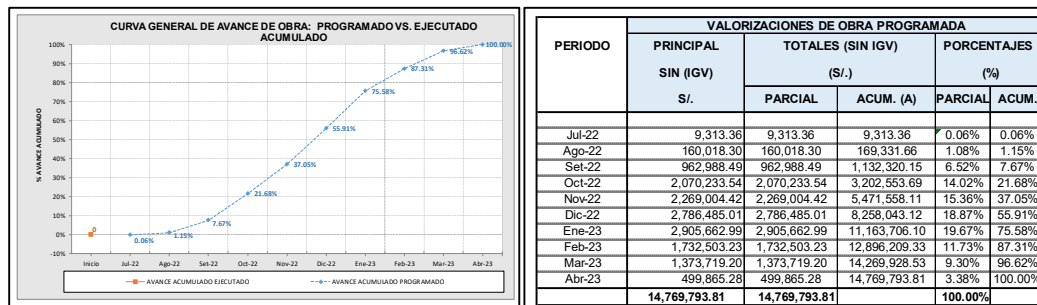 CURVA GENERAL DE AVANCE DE OBRA: PROGRAMADO VS. EJECUTADO
ACUMULADO
% AVANCE ACUMULADO
100%
90%
80%
70%
60%
50%
40%
30%
20%
10%
0%
-10%
0
0.06%
1.15%
7.67%
21.68%
37.05%
55.91%
75.58%
87.31%
96.62%
100.00%
Inicio Jul-22 Ago-22 Set-22 Oct-22 Nov-22 Dic-22 Ene-23 Feb-23 Mar-23 Abr-23
AVANCE ACUMULADO EJECUTADO AVANCE ACUMULADO PROGRAMADO
VALORIZACIONES DE OBRA PROGRAMADA
PERIODO PRINCIPAL TOTALES (SIN IGV) PORCENTAJES
SIN (IGV) (S/.) (%)
S/. PARCIAL ACUM. (A) PARCIAL ACUM.
Jul-22 9,313.36 9,313.36 9,313.36 0.06% 0.06%
Ago-22 160,018.30 160,018.30 169,331.66 1.08% 1.15%
Set-22 962,988.49 962,988.49 1,132,320.15 6.52% 7.67%
Oct-22 2,070,233.54 2,070,233.54 3,202,553.69 14.02% 21.68%
Nov-22 2,269,004.42 2,269,004.42 5,471,558.11 15.36% 37.05%
Dic-22 2,786,485.01 2,786,485.01 8,258,043.12 18.87% 55.91%
Ene-23 2,905,662.99 2,905,662.99 11,163,706.10 19.67% 75.58%
Feb-23 1,732,503.23 1,732,503.23 12,896,209.33 11.73% 87.31%
Mar-23 1,373,719.20 1,373,719.20 14,269,928.53 9.30% 96.62%
Abr-23 499,865.28 499,865.28 14,769,793.81 3.38% 100.00%
14,769,793.81 14,769,793.81 100.00%